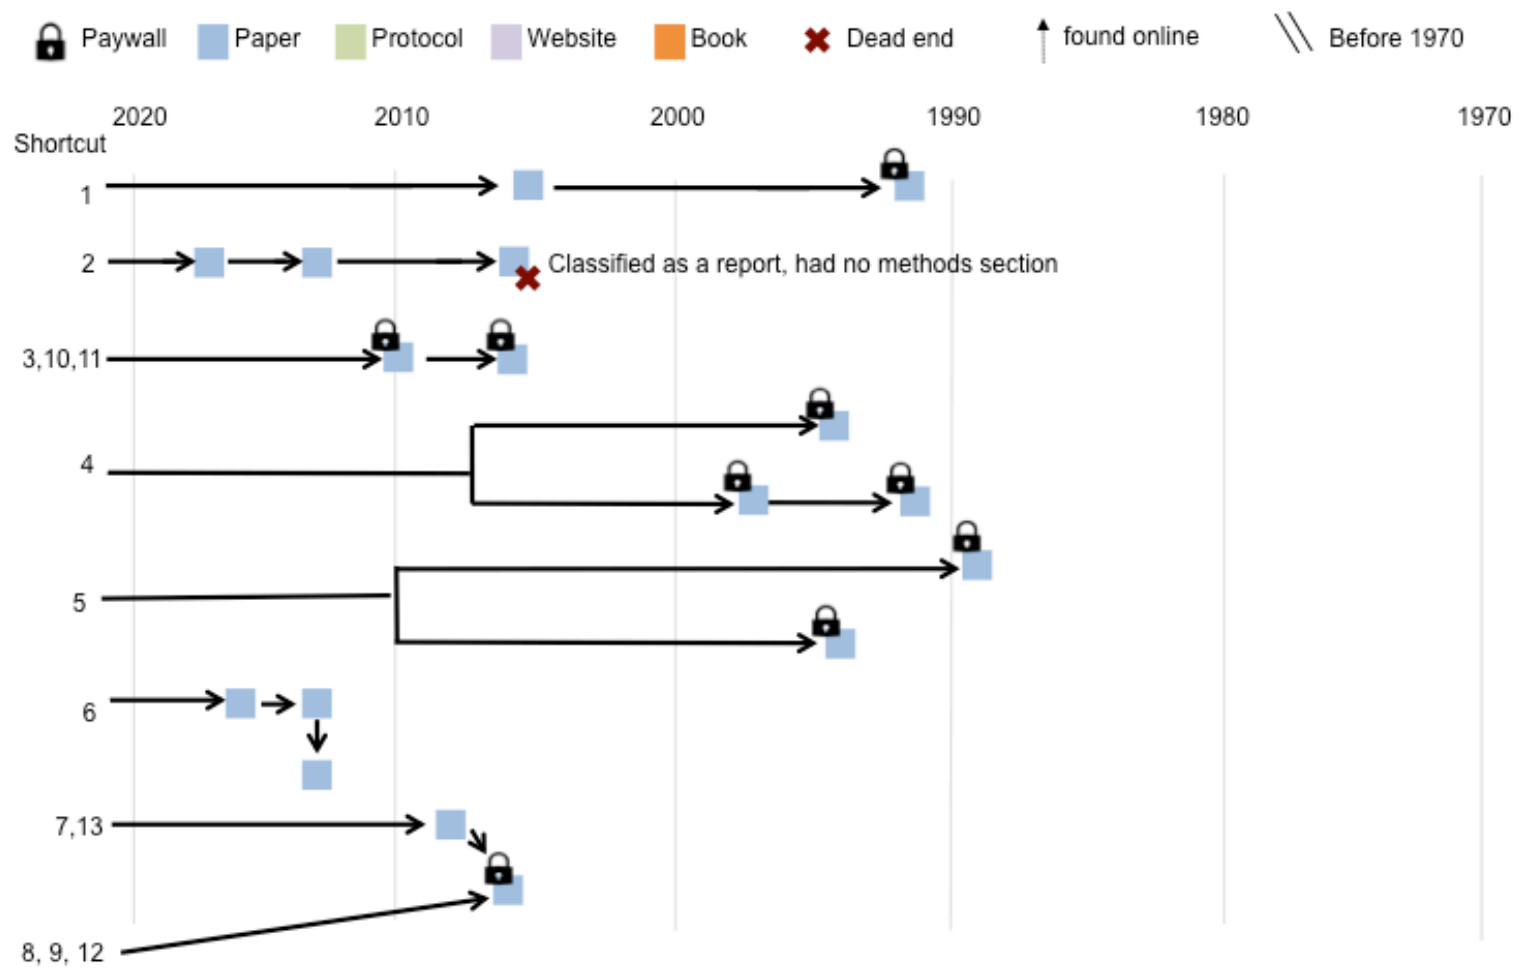 Paywall Paper Protocol Website Book Dead end found online Before 1970
2020 2010 2000 1990 1980 1970
Shortcut
1
2 Classified as a report, had no methods section
3,10,11
4
5
6
7,13
8, 9, 12